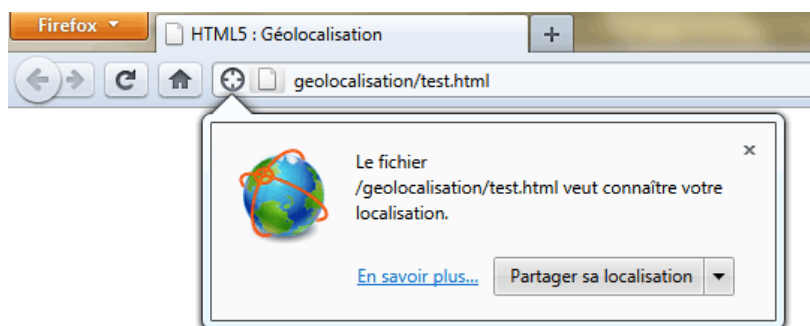 Firefox
HTML5 : Géolocalisation
geolocalisation/test.html
Le fichier
/geolocalisation/test.html veut connaître votre
localisation.
En savoir plus... Partager sa localisation